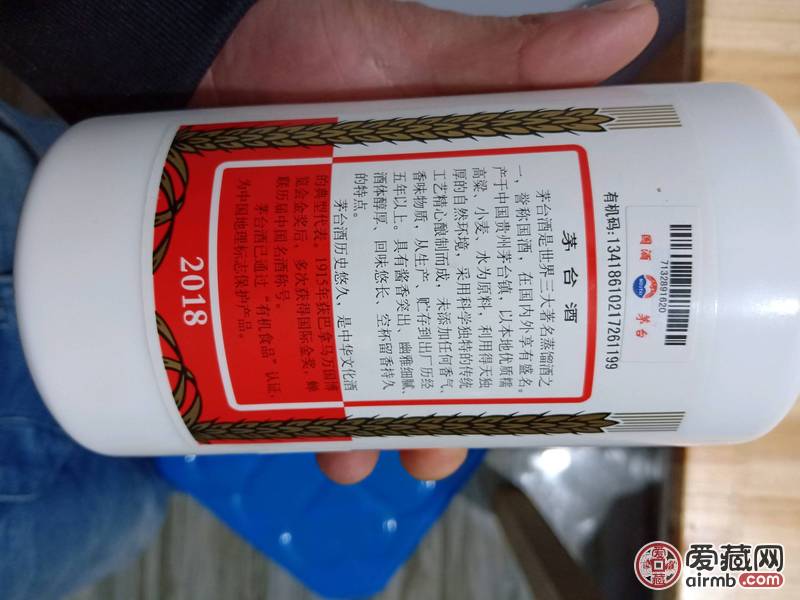 国酒 茅台
7132891620
有机码:13418610217261199
茅台酒
茅台酒是世界三大著名蒸馏酒之
一，誉称国酒，在国内外享有盛名。
产于中国贵州茅台镇，以本地优质糯
高粱、小麦、水为原料，利用得天独
厚的自然环境，采用科学独特的传统
工艺精心酿制而成，未添加任何香气、
香味物质，从生产、贮存到出厂历经
五年以上。具有酱香突出、幽雅细腻、
酒体醇厚、回味悠长、空杯留香持久
的特点。
茅台酒历史悠久，是中华文化酒
的典型代表。1915年获巴拿马万国博
览会金奖后，多次获得国际金奖，蝉
联历届中国名酒称号。
茅台酒已通过“有机食品”认证，
为中国地理标志保护产品。
2018
爱藏网
airmb.com